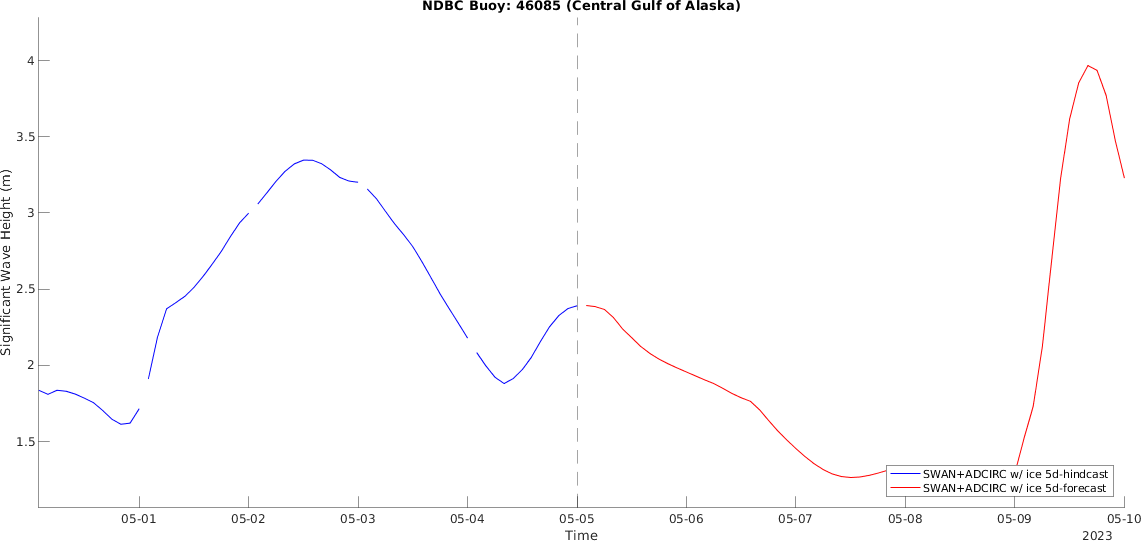 NDBC Buoy: 46085 (Central Gulf of Alaska)
Significant Wave Height (m)
4
3.5
3
2.5
2
1.5
SWAN+ADCIRC w/ ice 5d-hindcast
SWAN+ADCIRC w/ ice 5d-forecast
05-01 05-02 05-03 05-04 05-05 05-06 05-07 05-08 05-09 05-10
Time
2023